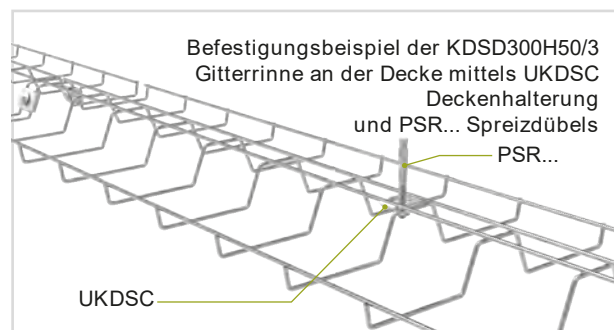 Befestigungsbeispiel der KDSD300H50/3
Gitterrinne an der Decke mittels UKDSC
Deckenhalterung
und PSR... Spreizdübels
PSR...
UKDSC